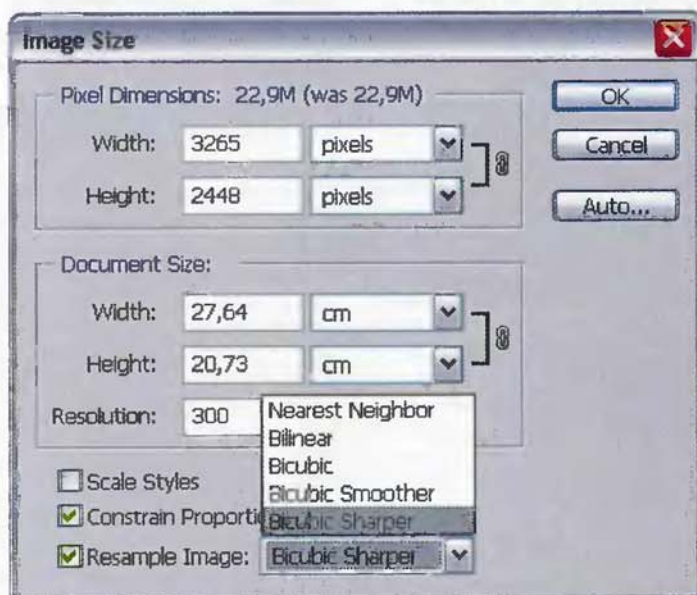 Image Size
Pixel Dimensions: 22,9M (was 22,9M)
OK
Width: 3265 pixels
Cancel
Height: 2448 pixels
Auto...
Document Size:
Width: 27,64 cm
Height: 20,73 cm
Resolution: 300
Nearest Neighbor
Bilinear
Bicubic
Bicubic Smoother
Bicubic Sharper
Scale Styles
Constrain Proporti
Resample Image: Bicubic Sharper